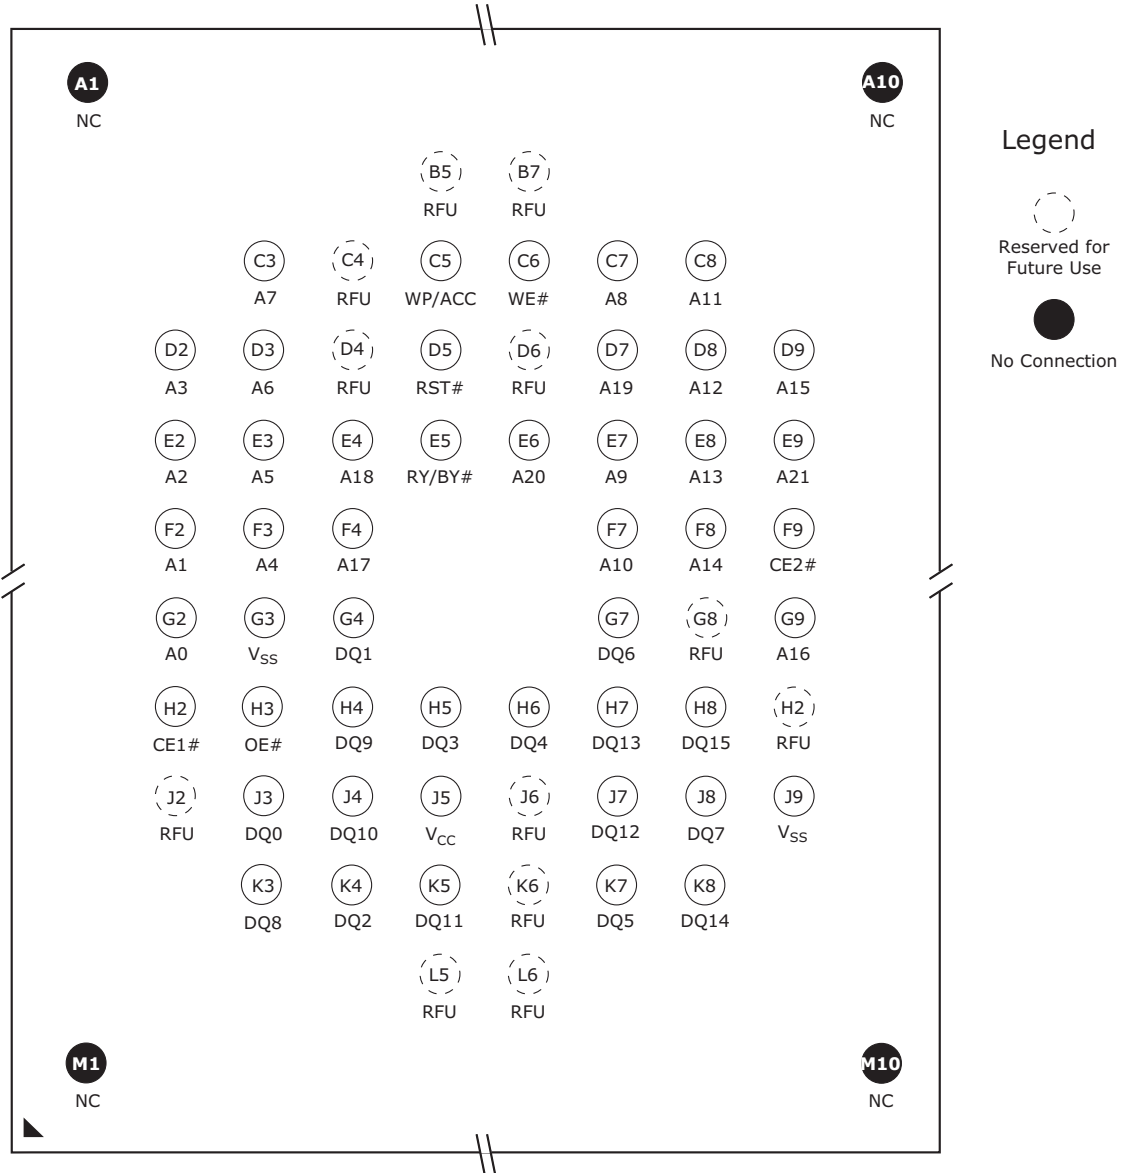 A1 A10
NC NC
Legend
B5 B7
RFU RFU
Reserved for
Future Use
C3 C4 C5 C6 C7 C8
A7 RFU WP/ACC WE# A8 A11
No Connection
D2 D3 D4 D5 D6 D7 D8 D9
A3 A6 RFU RST# RFU A19 A12 A15
E2 E3 E4 E5 E6 E7 E8 E9
A2 A5 A18 RY/BY# A20 A9 A13 A21
F2 F3 F4 F7 F8 F9
A1 A4 A17 A10 A14 CE2#
G2 G3 G4 G7 G8 G9
A0 VSS DQ1 DQ6 RFU A16
H2 H3 H4 H5 H6 H7 H8 H2
CE1# OE# DQ9 DQ3 DQ4 DQ13 DQ15 RFU
J2 J3 J4 J5 J6 J7 J8 J9
RFU DQ0 DQ10 VCC RFU DQ12 DQ7 VSS
K3 K4 K5 K6 K7 K8
DQ8 DQ2 DQ11 RFU DQ5 DQ14
L5 L6
RFU RFU
M1 M10
NC NC